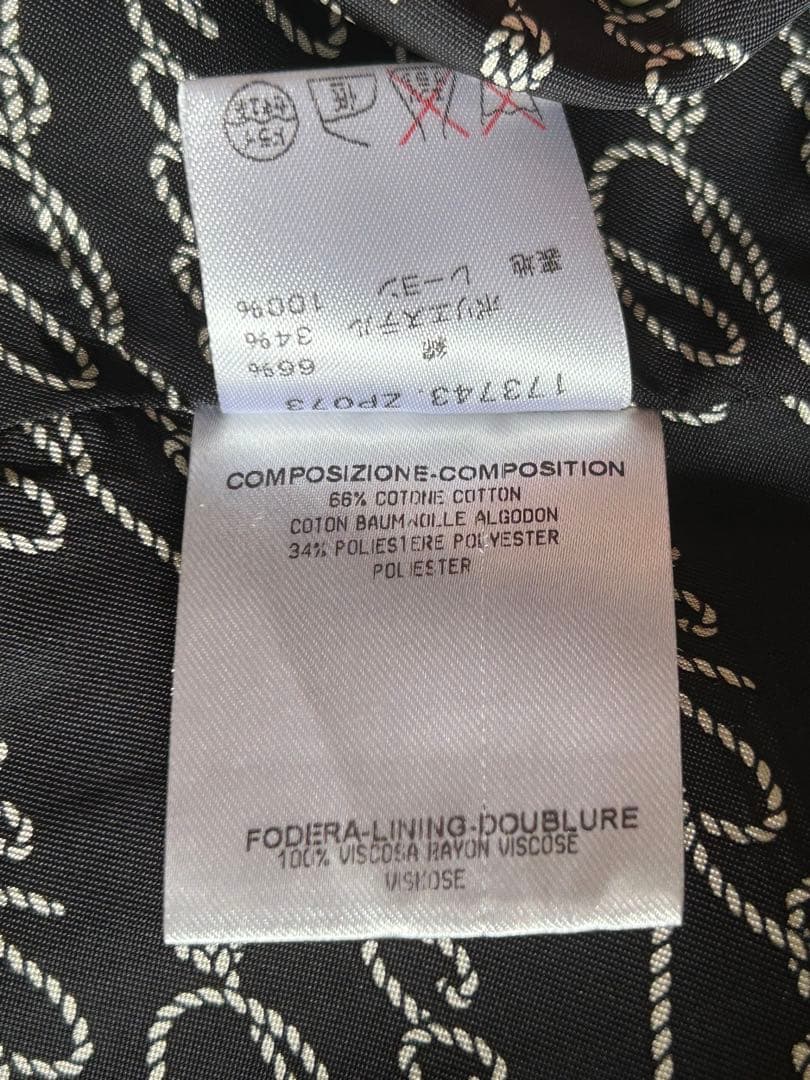 173743. ZP073
綿 66%
ポリエステル 34%
レーヨン 100%
裏地
COMPOSIZIONE-COMPOSITION
66% COTONE COTTON
COTON BAUMWOLLE ALGODON
34% POLIESTERE POLYESTER
POLIESTER
FODERA-LINING-DOUBLURE
100% VISCOSA RAYON VISCOSE
VISKOSE